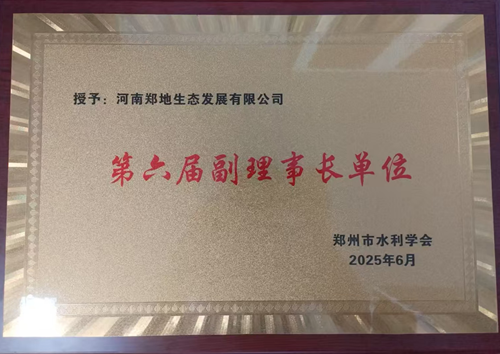 授予：河南郑地生态发展有限公司
第六届副理事长单位
郑州市水利学会
2025年6月